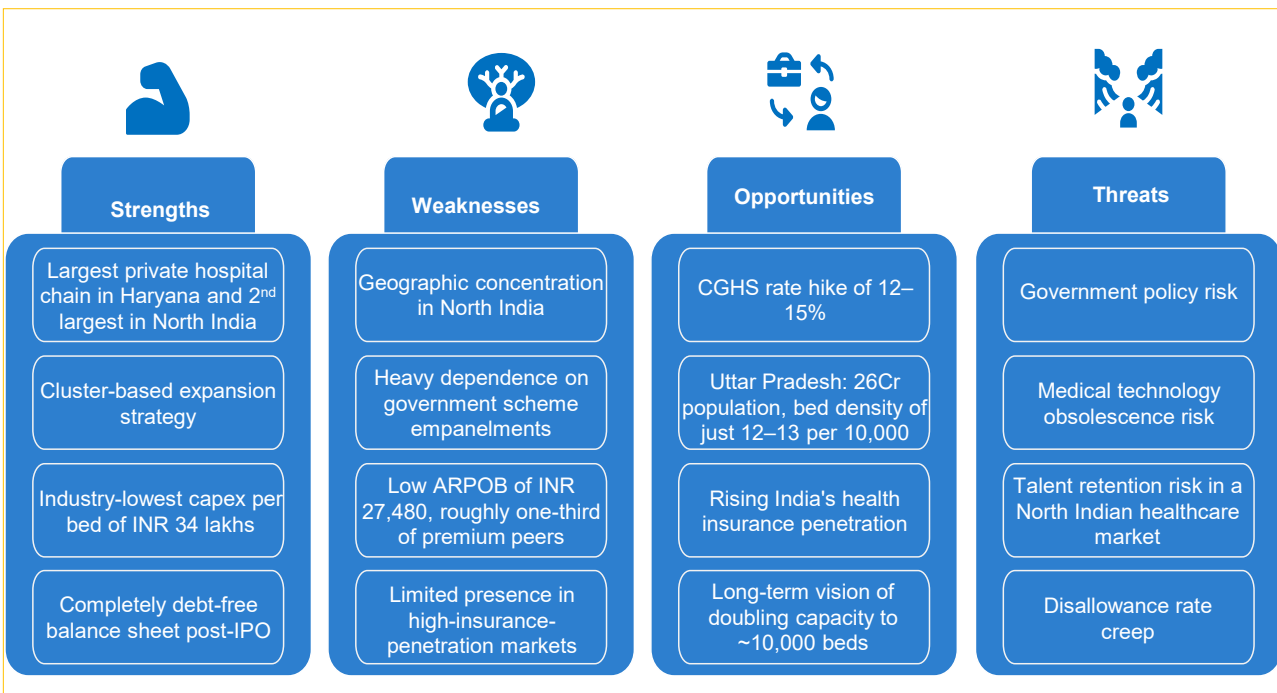 Strengths
Largest private hospital
chain in Haryana and 2nd
largest in North India
Cluster-based expansion
strategy
Industry-lowest capex per
bed of INR 34 lakhs
Completely debt-free
balance sheet post-IPO
Weaknesses
Geographic concentration
in North India
Heavy dependence on
government scheme
empanelments
Low ARPOB of INR
27,480, roughly one-third
of premium peers
Limited presence in
high-insurance-
penetration markets
Opportunities
CGHS rate hike of 12–
15%
Uttar Pradesh: 26Cr
population, bed density of
just 12–13 per 10,000
Rising India's health
insurance penetration
Long-term vision of
doubling capacity to
~10,000 beds
Threats
Government policy risk
Medical technology
obsolescence risk
Talent retention risk in a
North Indian healthcare
market
Disallowance rate
creep